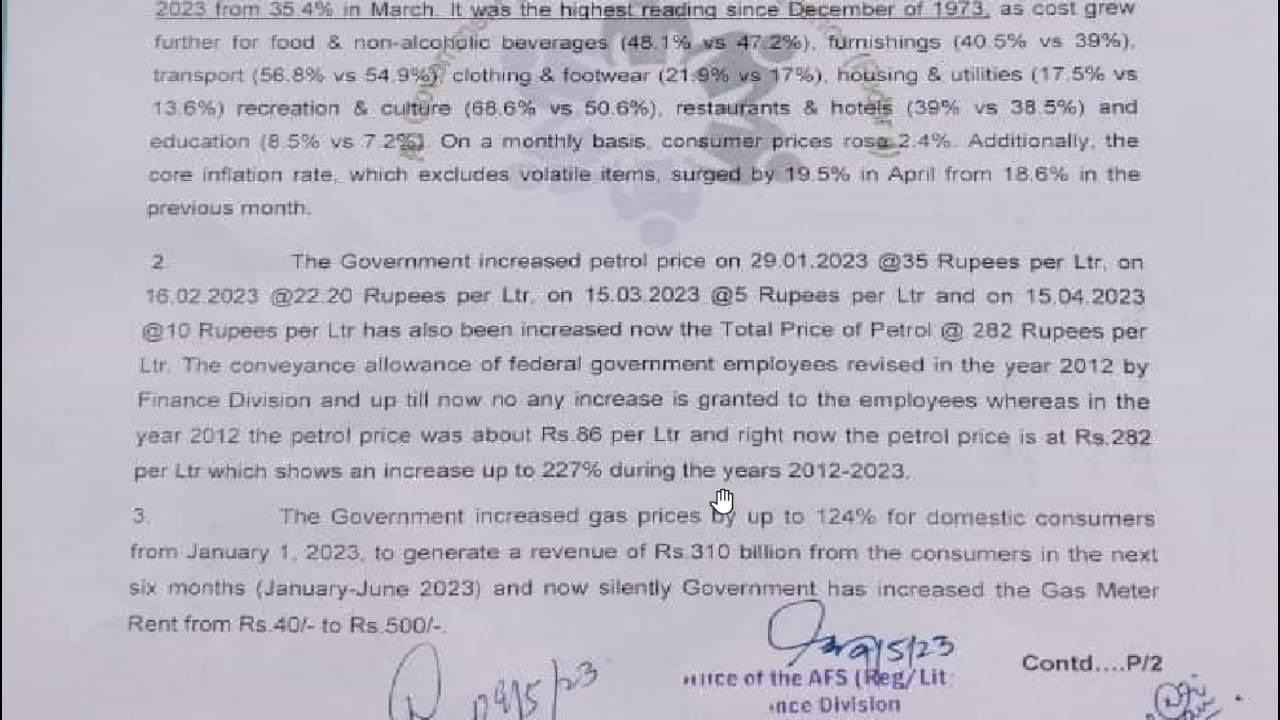 2023 from 35.4% in March. It was the highest reading since December of 1973, as cost grew
further for food & non-alcoholic beverages (48.1% vs 47.2%), furnishings (40.5% vs 39%),
transport (56.8% vs 54.9%), clothing & footwear (21.9% vs 17%), housing & utilities (17.5% vs
13.6%) recreation & culture (68.6% vs 50.6%), restaurants & hotels (39% vs 38.5%) and
education (8.5% vs 7.2%). On a monthly basis, consumer prices rose 2.4%. Additionally, the
core inflation rate, which excludes volatile items, surged by 19.5% in April from 18.6% in the
previous month.
2. The Government increased petrol price on 29.01.2023 @35 Rupees per Ltr, on
16.02.2023 @22.20 Rupees per Ltr, on 15.03.2023 @5 Rupees per Ltr and on 15.04.2023
@10 Rupees per Ltr has also been increased now the Total Price of Petrol @ 282 Rupees per
Ltr. The conveyance allowance of federal government employees revised in the year 2012 by
Finance Division and up till now no any increase is granted to the employees whereas in the
year 2012 the petrol price was about Rs.86 per Ltr and right now the petrol price is at Rs.282
per Ltr which shows an increase up to 227% during the years 2012-2023.
3. The Government increased gas prices by up to 124% for domestic consumers
from January 1, 2023, to generate a revenue of Rs.310 billion from the consumers in the next
six months (January-June 2023) and now silently Government has increased the Gas Meter
Rent from Rs.40/- to Rs.500/-.
9/5/23
Contd....P/2
of the AFS (Reg/Lit
09/5/23
Division